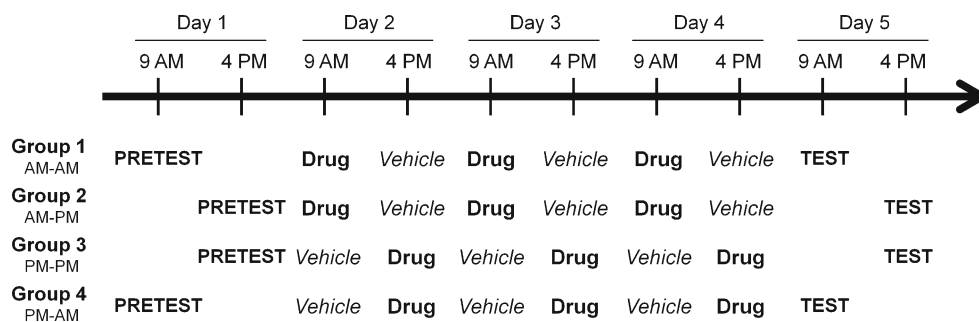 Day 1 Day 2 Day 3 Day 4 Day 5
9 AM 4 PM 9 AM 4 PM 9 AM 4 PM 9 AM 4 PM 9 AM 4 PM
Group 1 PRETEST Drug Vehicle Drug Vehicle Drug Vehicle TEST
AM-AM
Group 2 PRETEST Drug Vehicle Drug Vehicle Drug Vehicle TEST
AM-PM
Group 3 PRETEST Vehicle Drug Vehicle Drug Vehicle Drug TEST
PM-PM
Group 4 PRETEST Vehicle Drug Vehicle Drug Vehicle Drug TEST
PM-AM